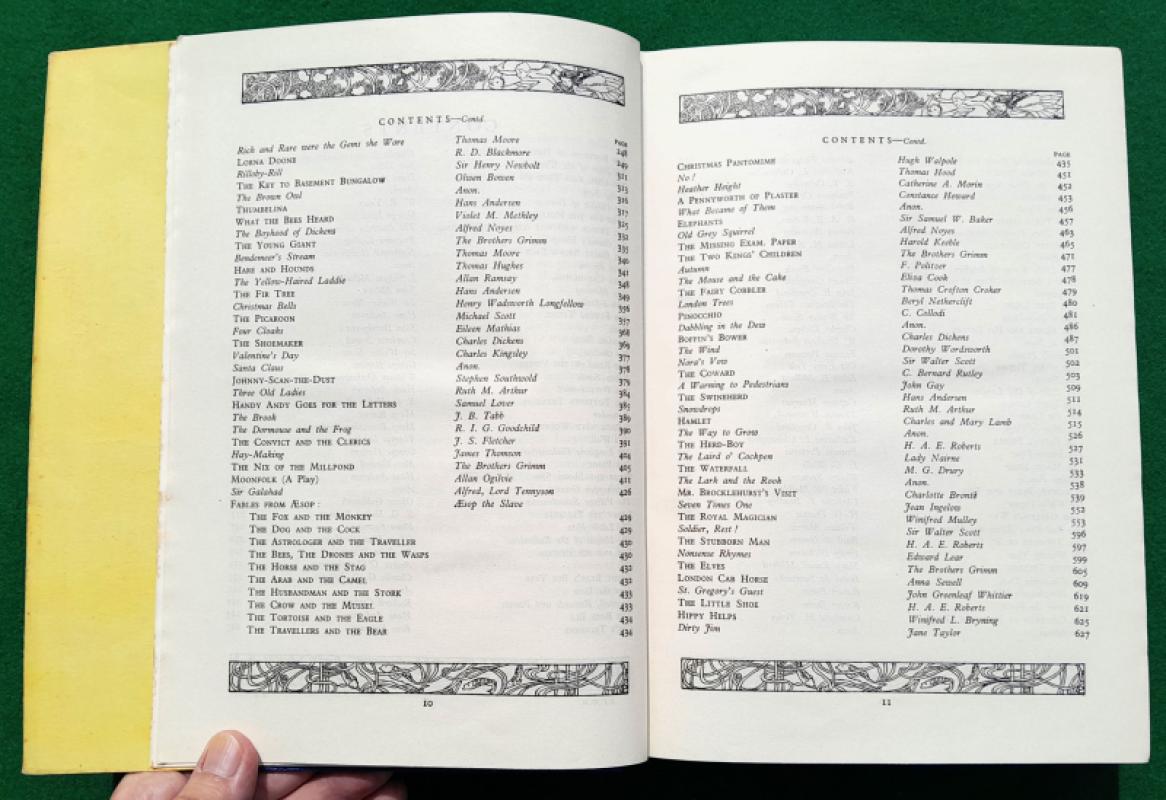 CONTENTS—Contd.
PAGE
Rich and Rare were the Gems she Wore Thomas Moore 248
LORNA DOONE R. D. Blackmore 249
Rilloby-Rill Sir Henry Newbolt 311
THE KEY TO BASEMENT BUNGALOW Olwen Bowen 313
The Brown Owl Anon. 316
THUMBELINA Hans Andersen 317
WHAT THE BEES HEARD Violet M. Methley 325
The Boyhood of Dickens Alfred Noyes 332
THE YOUNG GIANT The Brothers Grimm 335
Bendemeer's Stream Thomas Moore 340
HARE AND HOUNDS Thomas Hughes 341
The Yellow-Haired Laddie Allan Ramsay 348
THE FIR TREE Hans Andersen 349
Christmas Bells Henry Wadsworth Longfellow 356
THE PICAROON Michael Scott 357
Four Cloaks Eileen Mathias 368
THE SHOEMAKER Charles Dickens 369
Valentine's Day Charles Kingsley 377
Santa Claus Anon. 378
JOHNNY-SCAN-THE-DUST Stephen Southwold 379
Three Old Ladies Ruth M. Arthur 384
HANDY ANDY GOES FOR THE LETTERS Samuel Lover 385
The Brook J. B. Tabb 389
The Dormouse and the Frog R. I. G. Goodchild 390
THE CONVICT AND THE CLERICS J. S. Fletcher 391
Hay-Making James Thomson 404
THE NIX OF THE MILLPOND The Brothers Grimm 405
MOONFOLK (A Play) Allan Ogilvie 411
Sir Galahad Alfred, Lord Tennyson 426
FABLES FROM ÆSOP : Æsop the Slave
THE FOX AND THE MONKEY 429
THE DOG AND THE COCK 429
THE ASTROLOGER AND THE TRAVELLER 430
THE BEES, THE DRONES AND THE WASPS 430
THE HORSE AND THE STAG 432
THE ARAB AND THE CAMEL 432
THE HUSBANDMAN AND THE STORK 433
THE CROW AND THE MUSSEL 433
THE TORTOISE AND THE EAGLE 434
THE TRAVELLERS AND THE BEAR 434
10
CONTENTS—Contd.
PAGE
CHRISTMAS PANTOMIME Hugh Walpole 435
No ! Thomas Hood 451
Heather Height Catherine A. Morin 452
A PENNYWORTH OF PLASTER Constance Howard 453
What Became of Them Anon. 456
ELEPHANTS Sir Samuel W. Baker 457
Old Grey Squirrel Alfred Noyes 463
THE MISSING EXAM. PAPER Harold Keeble 465
THE TWO KINGS' CHILDREN The Brothers Grimm 471
Autumn F. Politzer 477
The Mouse and the Cake Eliza Cook 478
THE FAIRY COBBLER Thomas Crofton Croker 479
London Trees Beryl Netherclift 480
PINOCCHIO C. Collodi 481
Dabbling in the Dew Anon. 486
BOFFIN'S BOWER Charles Dickens 487
The Wind Dorothy Wordsworth 501
Nora's Vow Sir Walter Scott 502
THE COWARD C. Bernard Rutley 503
A Warning to Pedestrians John Gay 509
THE SWINEHERD Hans Andersen 511
Snowdrops Ruth M. Arthur 514
HAMLET Charles and Mary Lamb 515
The Way to Grow Anon. 526
THE HERD-BOY H. A. E. Roberts 527
The Laird o' Cockpen Lady Nairne 531
THE WATERFALL M. G. Drury 533
The Lark and the Rook Anon. 538
MR. BROCKLEHURST'S VISIT Charlotte Brontë 539
Seven Times One Jean Ingelow 552
THE ROYAL MAGICIAN Winifred Mulley 553
Soldier, Rest ! Sir Walter Scott 596
THE STUBBORN MAN H. A. E. Roberts 597
Nonsense Rhymes Edward Lear 599
THE ELVES The Brothers Grimm 605
LONDON CAB HORSE Anna Sewell 609
St. Gregory's Guest John Greenleaf Whittier 619
THE LITTLE SHOE H. A. E. Roberts 621
HIPPY HELPS Winifred L. Bryning 625
Dirty Jim Jane Taylor 627
11